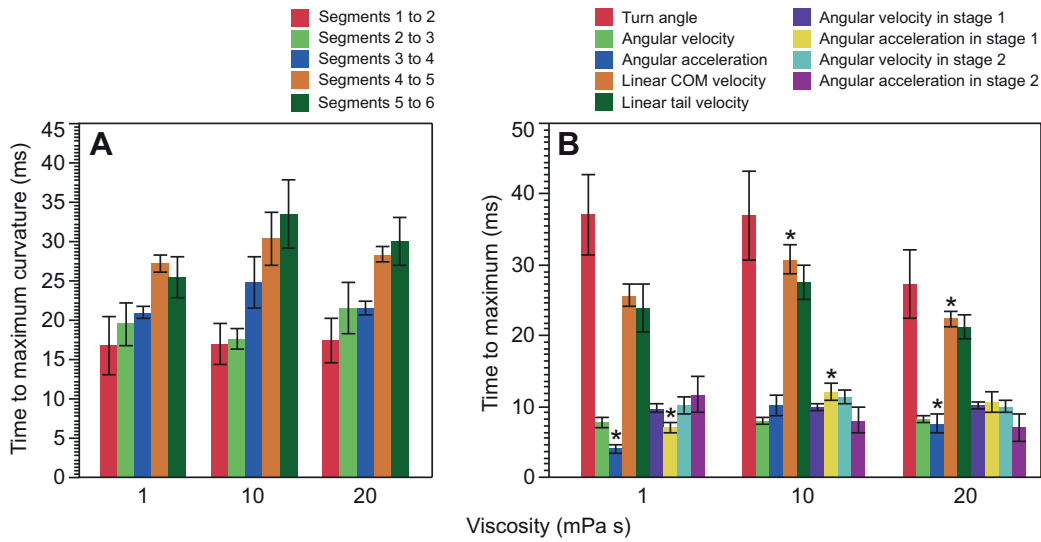 Segments 1 to 2
Segments 2 to 3
Segments 3 to 4
Segments 4 to 5
Segments 5 to 6
Turn angle
Angular velocity
Angular acceleration
Linear COM velocity
Linear tail velocity
Angular velocity in stage 1
Angular acceleration in stage 1
Angular velocity in stage 2
Angular acceleration in stage 2
A
Time to maximum curvature (ms)
45
40
35
30
25
20
15
10
5
0
1
10
20
B
Time to maximum (ms)
50
40
30
20
10
0
*
*
*
*
*
*
1
10
20
Viscosity (mPa s)